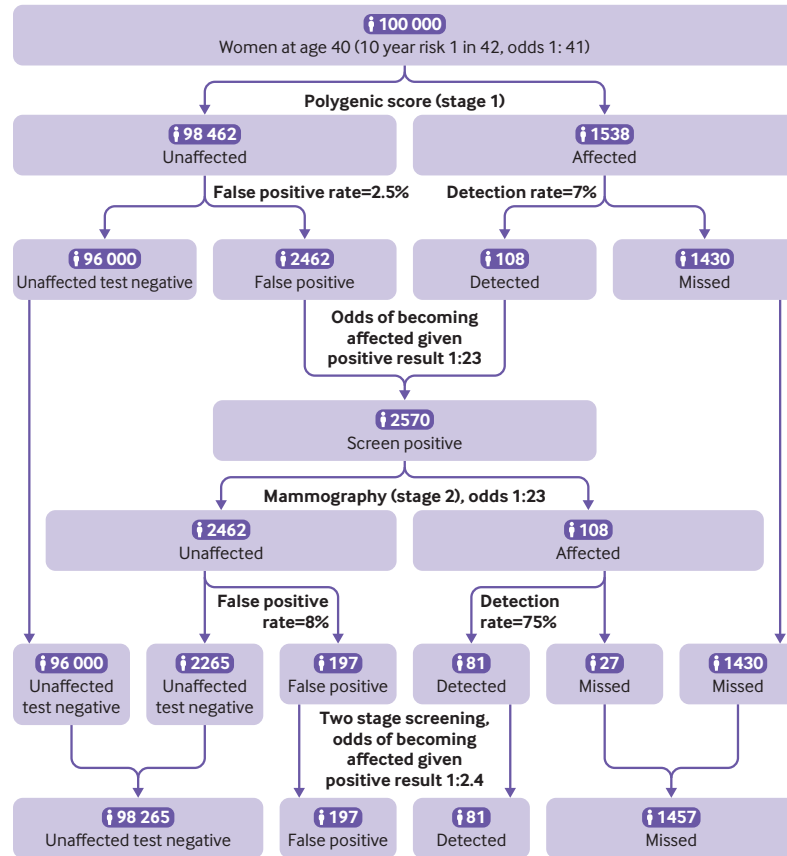 100 000
Women at age 40 (10 year risk 1 in 42, odds 1: 41)
Polygenic score (stage 1)
98 462
Unaffected
1538
Affected
False positive rate=2.5%
Detection rate=7%
96 000
Unaffected test negative
2462
False positive
108
Detected
1430
Missed
Odds of becoming
affected given
positive result 1:23
2570
Screen positive
Mammography (stage 2), odds 1:23
2462
Unaffected
108
Affected
False positive
rate=8%
Detection
rate=75%
96 000
Unaffected
test negative
2265
Unaffected
test negative
197
False positive
81
Detected
27
Missed
1430
Missed
Two stage screening,
odds of becoming
affected given
positive result 1:2.4
98 265
Unaffected test negative
197
False positive
81
Detected
1457
Missed